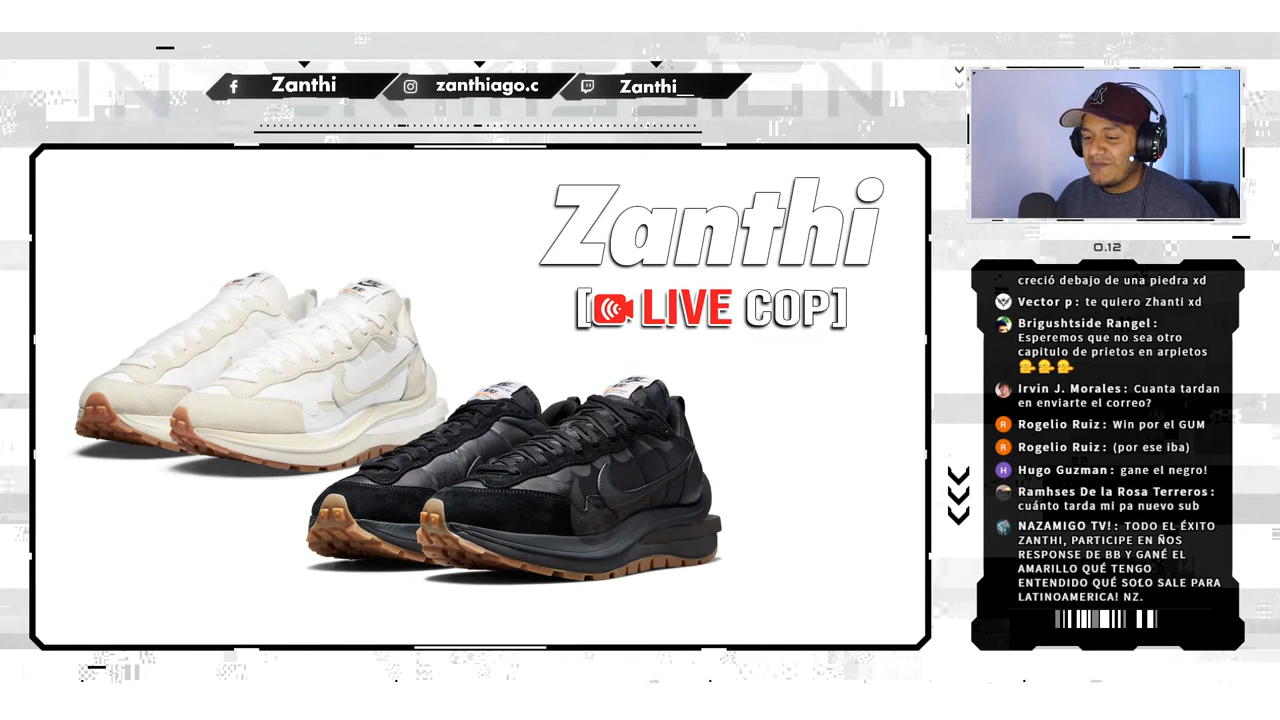 INTERMISSION
Zanthi
zanthiago.c
Zanthi_
Zanthi
[LIVE COP]
0.12
creció debajo de una piedra xd
Vector p: te quiero Zhanti xd
Brigushtside Rangel:
Esperemos que no sea otro
capitulo de prietos en arpietos
Irvin J. Morales: Cuanta tardan
en enviarte el correo?
Rogelio Ruiz: Win por el GUM
Rogelio Ruiz: (por ese iba)
H
Hugo Guzman: gane el negro!
Ramhses De la Rosa Terreros:
cuánto tarda mi pa nuevo sub
NAZAMIGO TV!: TODO EL ÉXITO
ZANTHI, PARTICIPE EN ÑOS
RESPONSE DE BB Y GANÉ EL
AMARILLO QUÉ TENGO
ENTENDIDO QUÉ SOLO SALE PARA
LATINOAMERICA! NZ.